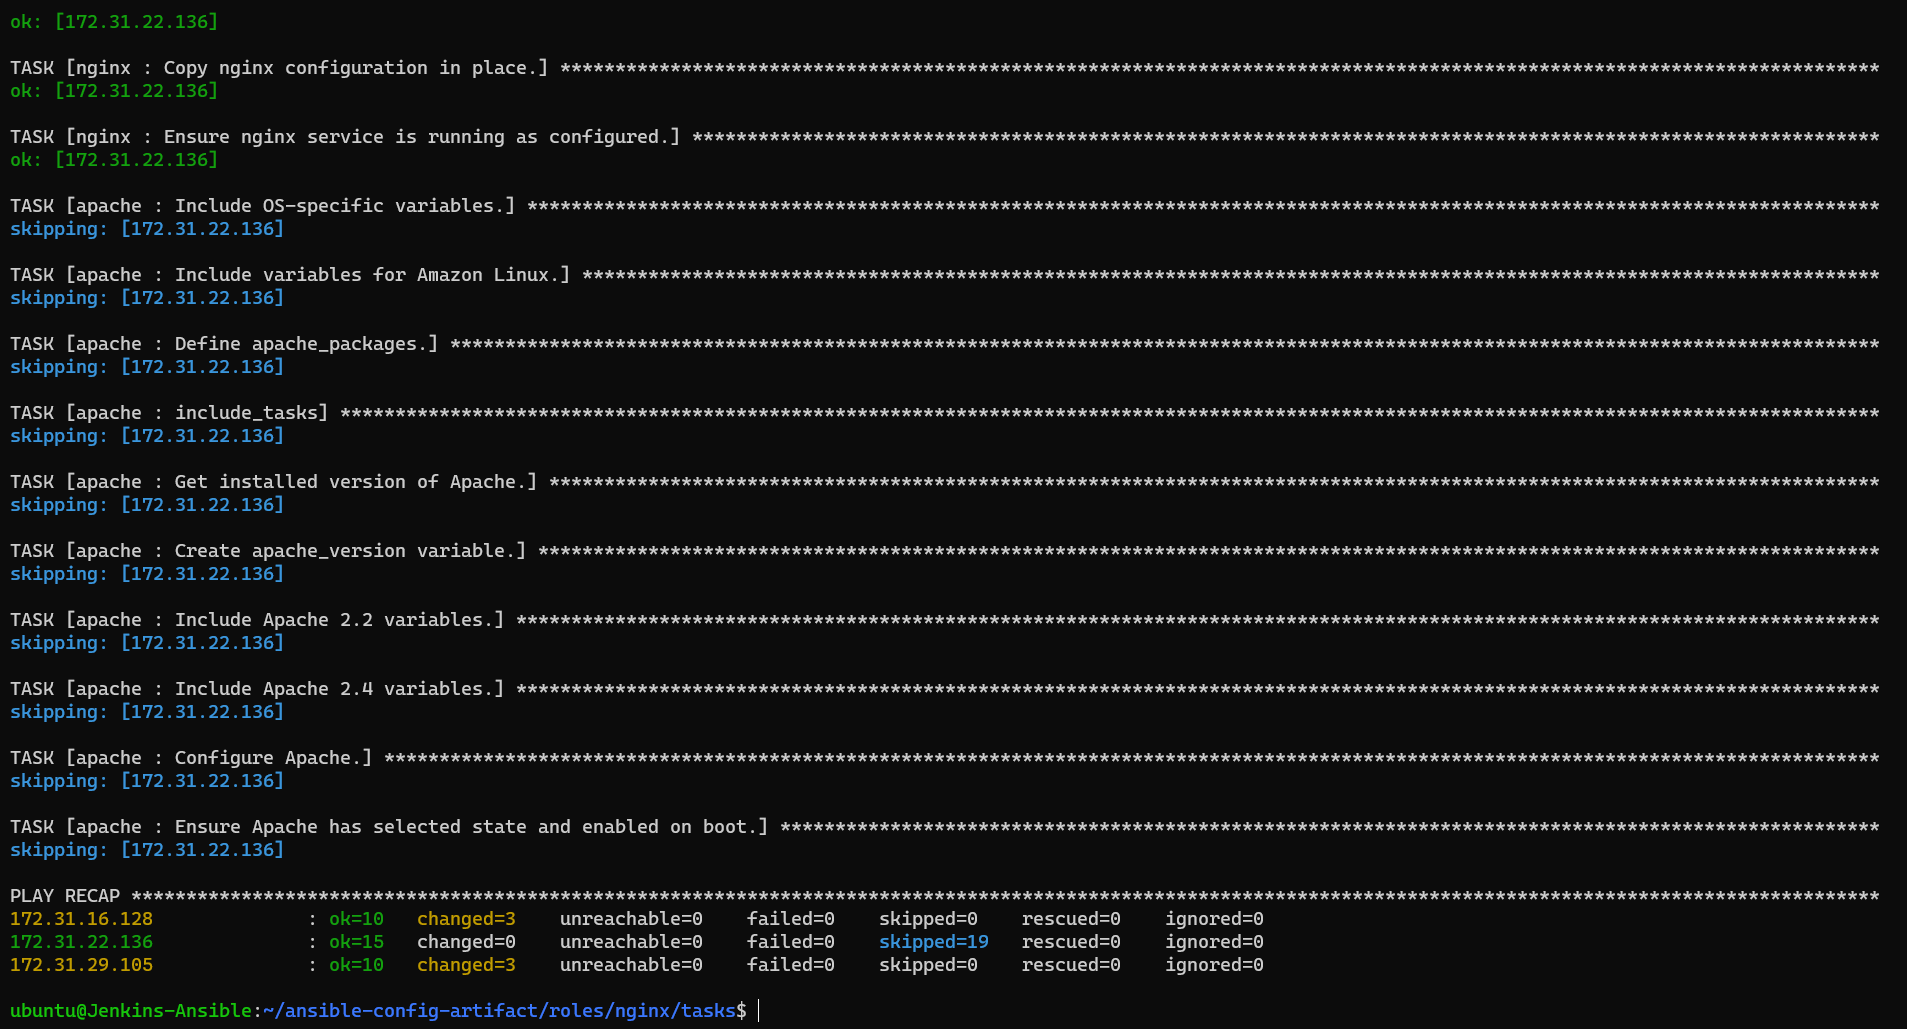 ok: [172.31.22.136]
TASK [nginx : Copy nginx configuration in place.] ************************************************************************************************************************
ok: [172.31.22.136]
TASK [nginx : Ensure nginx service is running as configured.] ************************************************************************************************************
ok: [172.31.22.136]
TASK [apache : Include OS-specific variables.] ***************************************************************************************************************************
skipping: [172.31.22.136]
TASK [apache : Include variables for Amazon Linux.] **********************************************************************************************************************
skipping: [172.31.22.136]
TASK [apache : Define apache_packages.] **********************************************************************************************************************************
skipping: [172.31.22.136]
TASK [apache : include_tasks] ********************************************************************************************************************************************
skipping: [172.31.22.136]
TASK [apache : Get installed version of Apache.] *************************************************************************************************************************
skipping: [172.31.22.136]
TASK [apache : Create apache_version variable.] **************************************************************************************************************************
skipping: [172.31.22.136]
TASK [apache : Include Apache 2.2 variables.] ****************************************************************************************************************************
skipping: [172.31.22.136]
TASK [apache : Include Apache 2.4 variables.] ****************************************************************************************************************************
skipping: [172.31.22.136]
TASK [apache : Configure Apache.] ****************************************************************************************************************************************
skipping: [172.31.22.136]
TASK [apache : Ensure Apache has selected state and enabled on boot.] ****************************************************************************************************
skipping: [172.31.22.136]
PLAY RECAP ***************************************************************************************************************************************************************
172.31.16.128              : ok=10   changed=3    unreachable=0    failed=0    skipped=0    rescued=0    ignored=0
172.31.22.136              : ok=15   changed=0    unreachable=0    failed=0    skipped=19   rescued=0    ignored=0
172.31.29.105              : ok=10   changed=3    unreachable=0    failed=0    skipped=0    rescued=0    ignored=0
ubuntu@Jenkins-Ansible:~/ansible-config-artifact/roles/nginx/tasks$